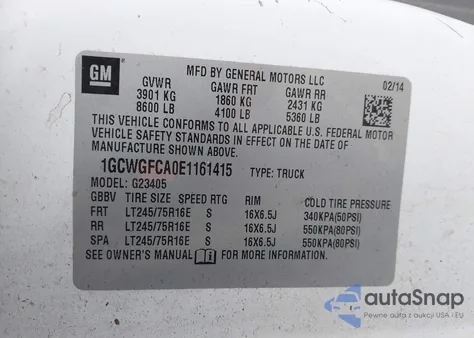 GM
MFD BY GENERAL MOTORS LLC
02/14
GVWR GAWR FRT GAWR RR
3901 KG 1860 KG 2431 KG
8600 LB 4100 LB 5360 LB
THIS VEHICLE CONFORMS TO ALL APPLICABLE U.S. FEDERAL MOTOR
VEHICLE SAFETY STANDARDS IN EFFECT ON THE DATE OF
MANUFACTURE SHOWN ABOVE.
1GCWGFCA0E1161415 TYPE: TRUCK
MODEL: G23405
GBBV TIRE SIZE SPEED RTG RIM COLD TIRE PRESSURE
FRT LT245/75R16E S 16X6.5J 340KPA(50PSI)
RR LT245/75R16E S 16X6.5J 550KPA(80PSI)
SPA LT245/75R16E S 16X6.5J 550KPA(80PSI)
SEE OWNER'S MANUAL FOR MORE INFORMATION
autoSnap
Pewne auta z aukcji USA i EU